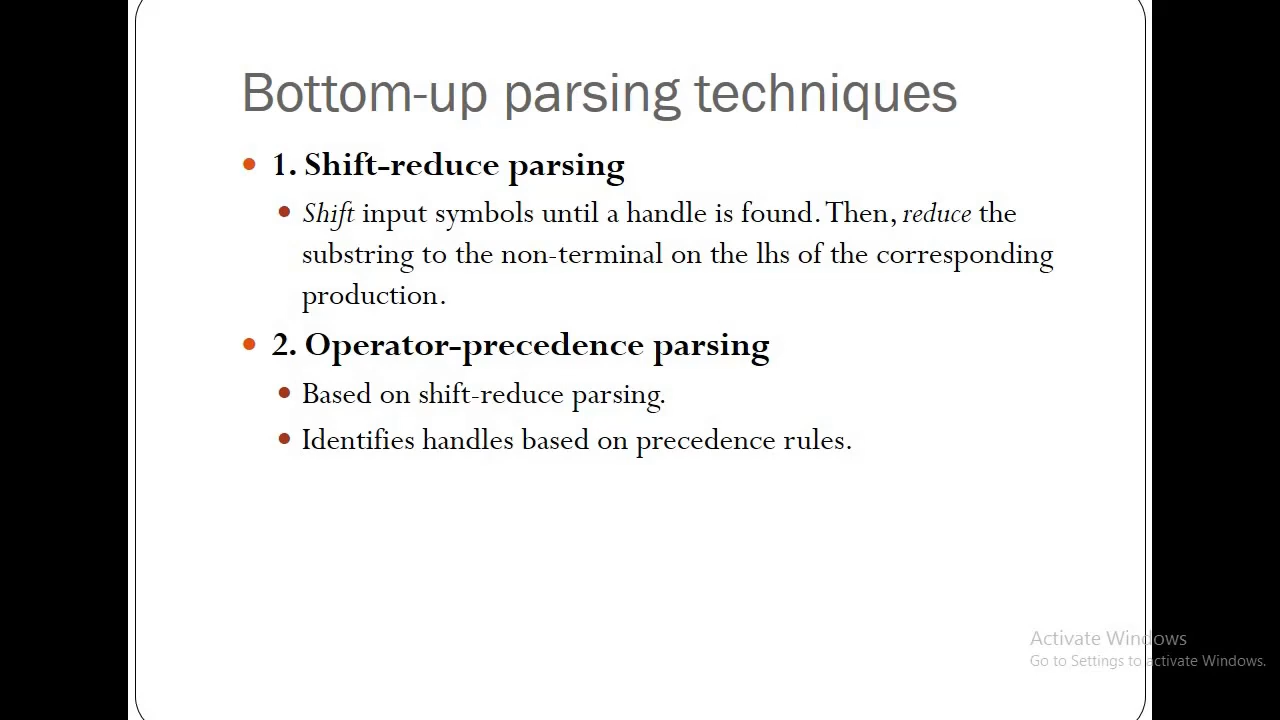 Bottom-up parsing techniques
1. Shift-reduce parsing
Shift input symbols until a handle is found. Then, reduce the
substring to the non-terminal on the lhs of the corresponding
production.
2. Operator-precedence parsing
Based on shift-reduce parsing.
Identifies handles based on precedence rules.
Activate Windows
Go to Settings to activate Windows.